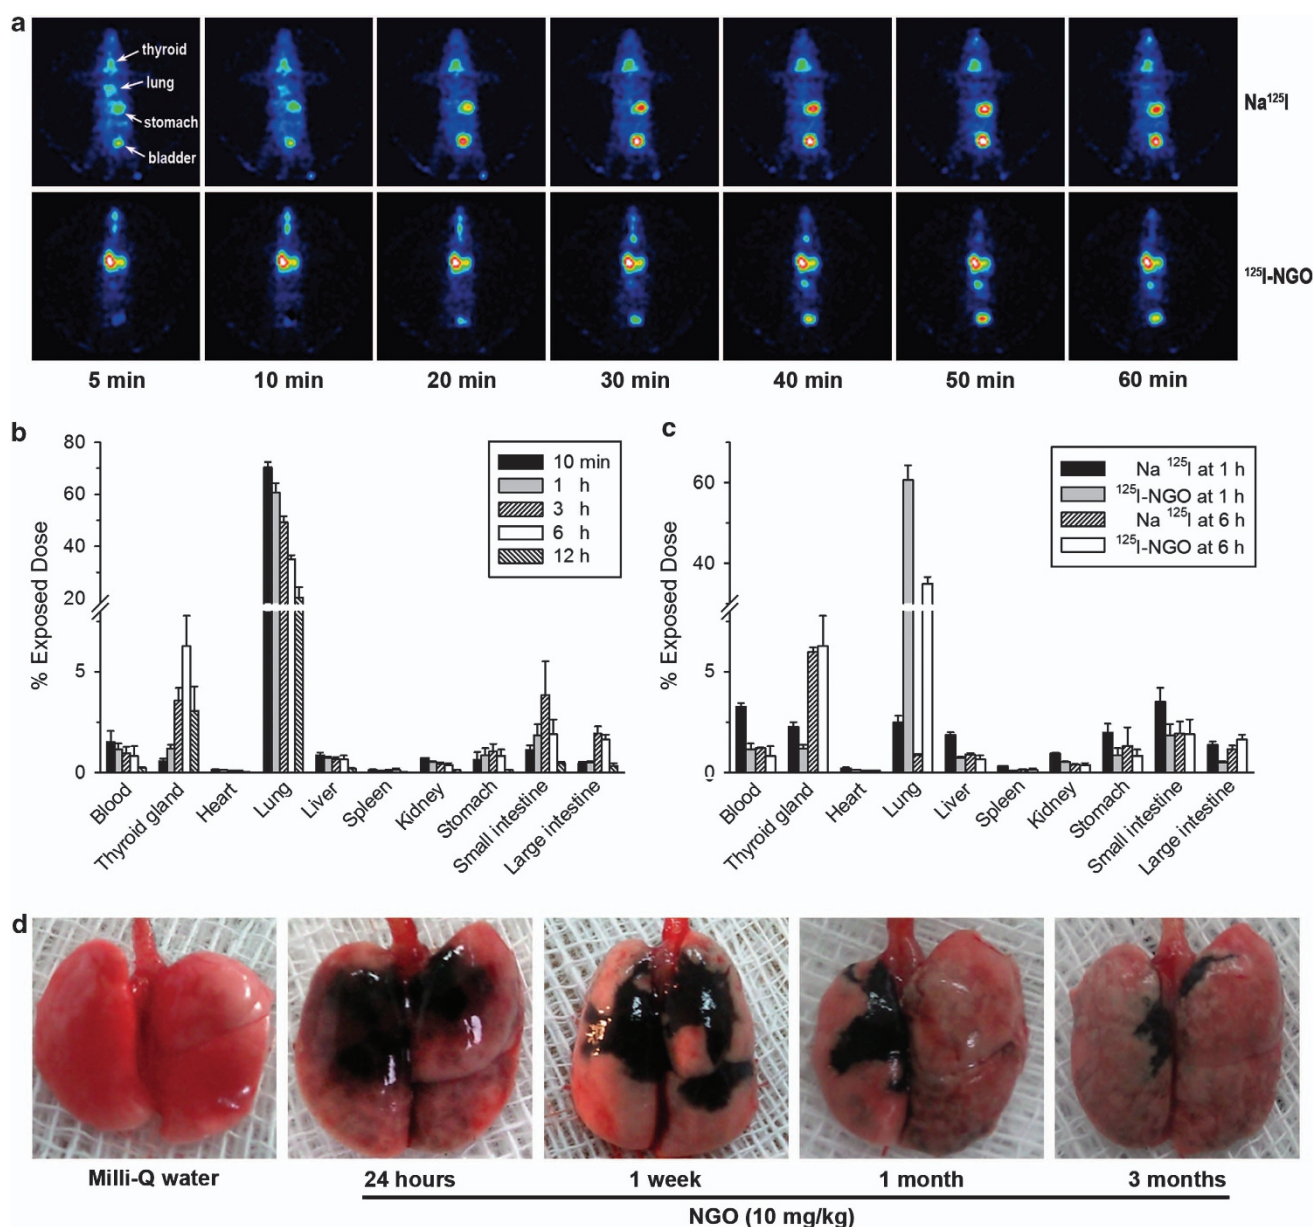 a
thyroid
lung
stomach
bladder
Na¹²⁵I
¹²⁵I-NGO
5 min
10 min
20 min
30 min
40 min
50 min
60 min
b
% Exposed Dose
80
60
40
20
5
0
10 min
1 h
3 h
6 h
12 h
Blood
Thyroid gland
Heart
Lung
Liver
Spleen
Kidney
Stomach
Small intestine
Large intestine
c
% Exposed Dose
60
40
5
0
Na ¹²⁵I at 1 h
¹²⁵I-NGO at 1 h
Na ¹²⁵I at 6 h
¹²⁵I-NGO at 6 h
Blood
Thyroid gland
Heart
Lung
Liver
Spleen
Kidney
Stomach
Small intestine
Large intestine
d
Milli-Q water
24 hours
1 week
1 month
3 months
NGO (10 mg/kg)